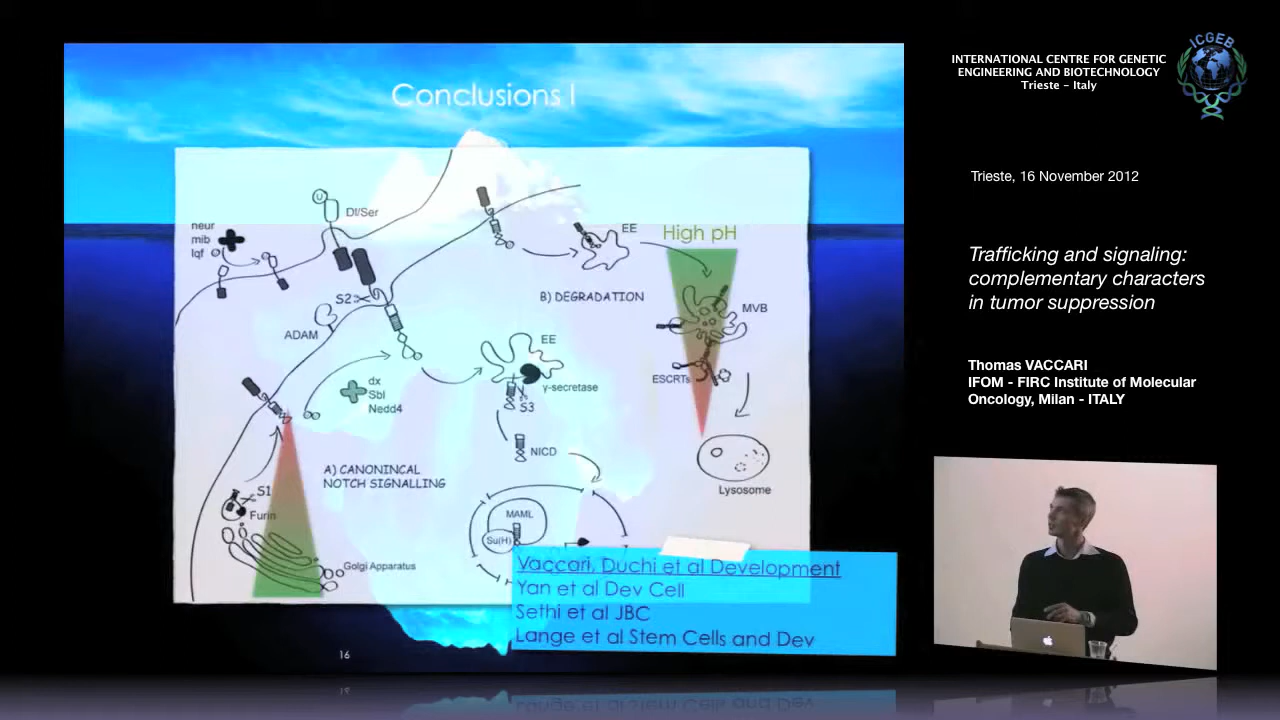 Conclusions I
U
Dl/Ser
neur
mib
lqf
S2
ADAM
EE
High pH
B) DEGRADATION
MVB
EE
γ-secretase
S3
dx
Sbl
Nedd4
ESCRTs
NICD
Lysosome
A) CANONINCAL
NOTCH SIGNALLING
S1
Furin
Golgi Apparatus
MAML
Su(H)
Vaccari, Duchi et al Development
Yan et al Dev Cell
Sethi et al JBC
Lange et al Stem Cells and Dev
16
INTERNATIONAL CENTRE FOR GENETIC
ENGINEERING AND BIOTECHNOLOGY
Trieste - Italy
ICGEB
Trieste, 16 November 2012
Trafficking and signaling:
complementary characters
in tumor suppression
Thomas VACCARI
IFOM - FIRC Institute of Molecular
Oncology, Milan - ITALY